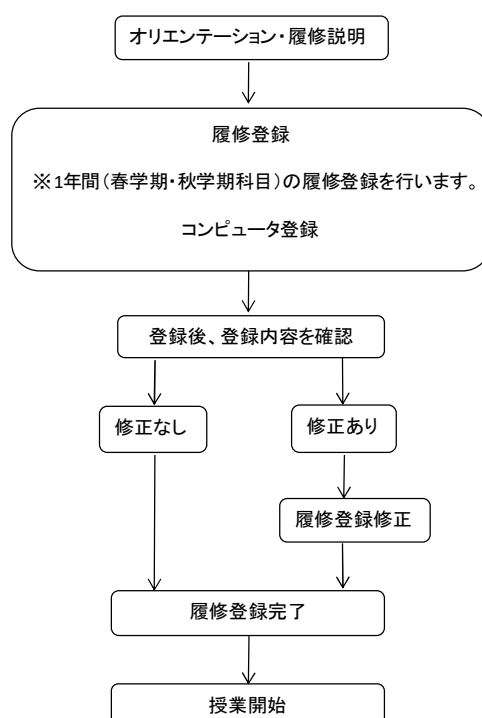 オリエンテーション・履修説明
履修登録
※1年間(春学期・秋学期科目)の履修登録を行います。
コンピュータ登録
登録後、登録内容を確認
修正なし
修正あり
履修登録修正
履修登録完了
授業開始